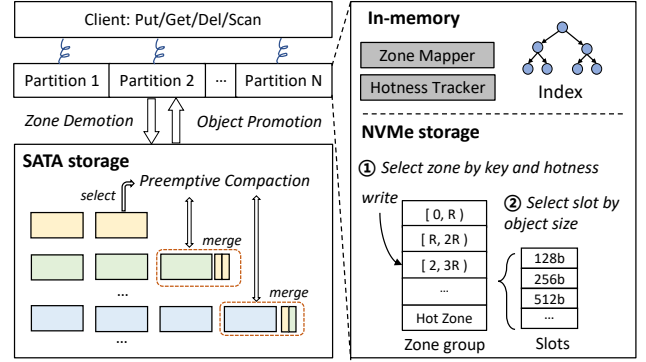 Client: Put/Get/Del/Scan
Partition 1
Partition 2
...
Partition N
Zone Demotion
Object Promotion
SATA storage
select
Preemptive Compaction
merge
...
merge
...
In-memory
Zone Mapper
Hotness Tracker
Index
NVMe storage
① Select zone by key and hotness
write
[ 0, R )
[ R, 2R )
[ 2, 3R )
...
Hot Zone
Zone group
② Select slot by
object size
128b
256b
512b
...
Slots